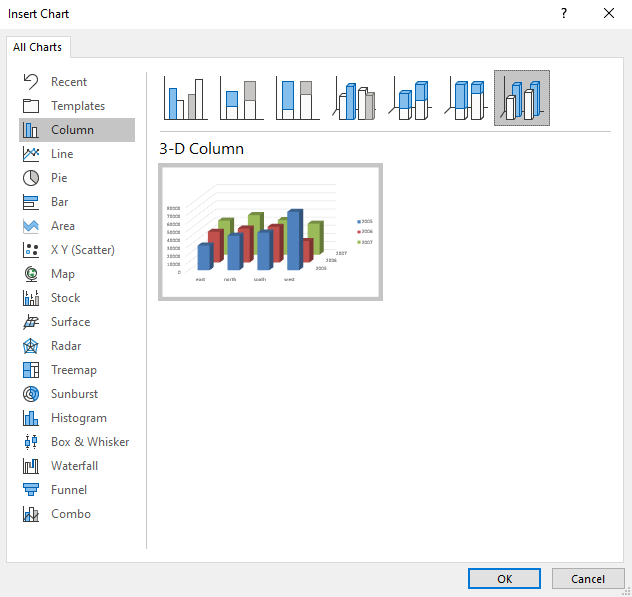 Insert Chart
?
All Charts
Recent
Templates
Column
Line
Pie
Bar
Area
X Y (Scatter)
Map
Stock
Surface
Radar
Treemap
Sunburst
Histogram
Box & Whisker
Waterfall
Funnel
Combo
3-D Column
80000
70000
60000
50000
40000
30000
20000
10000
0
east
north
south
west
2005
2006
2007
2005
2006
2007
OK
Cancel